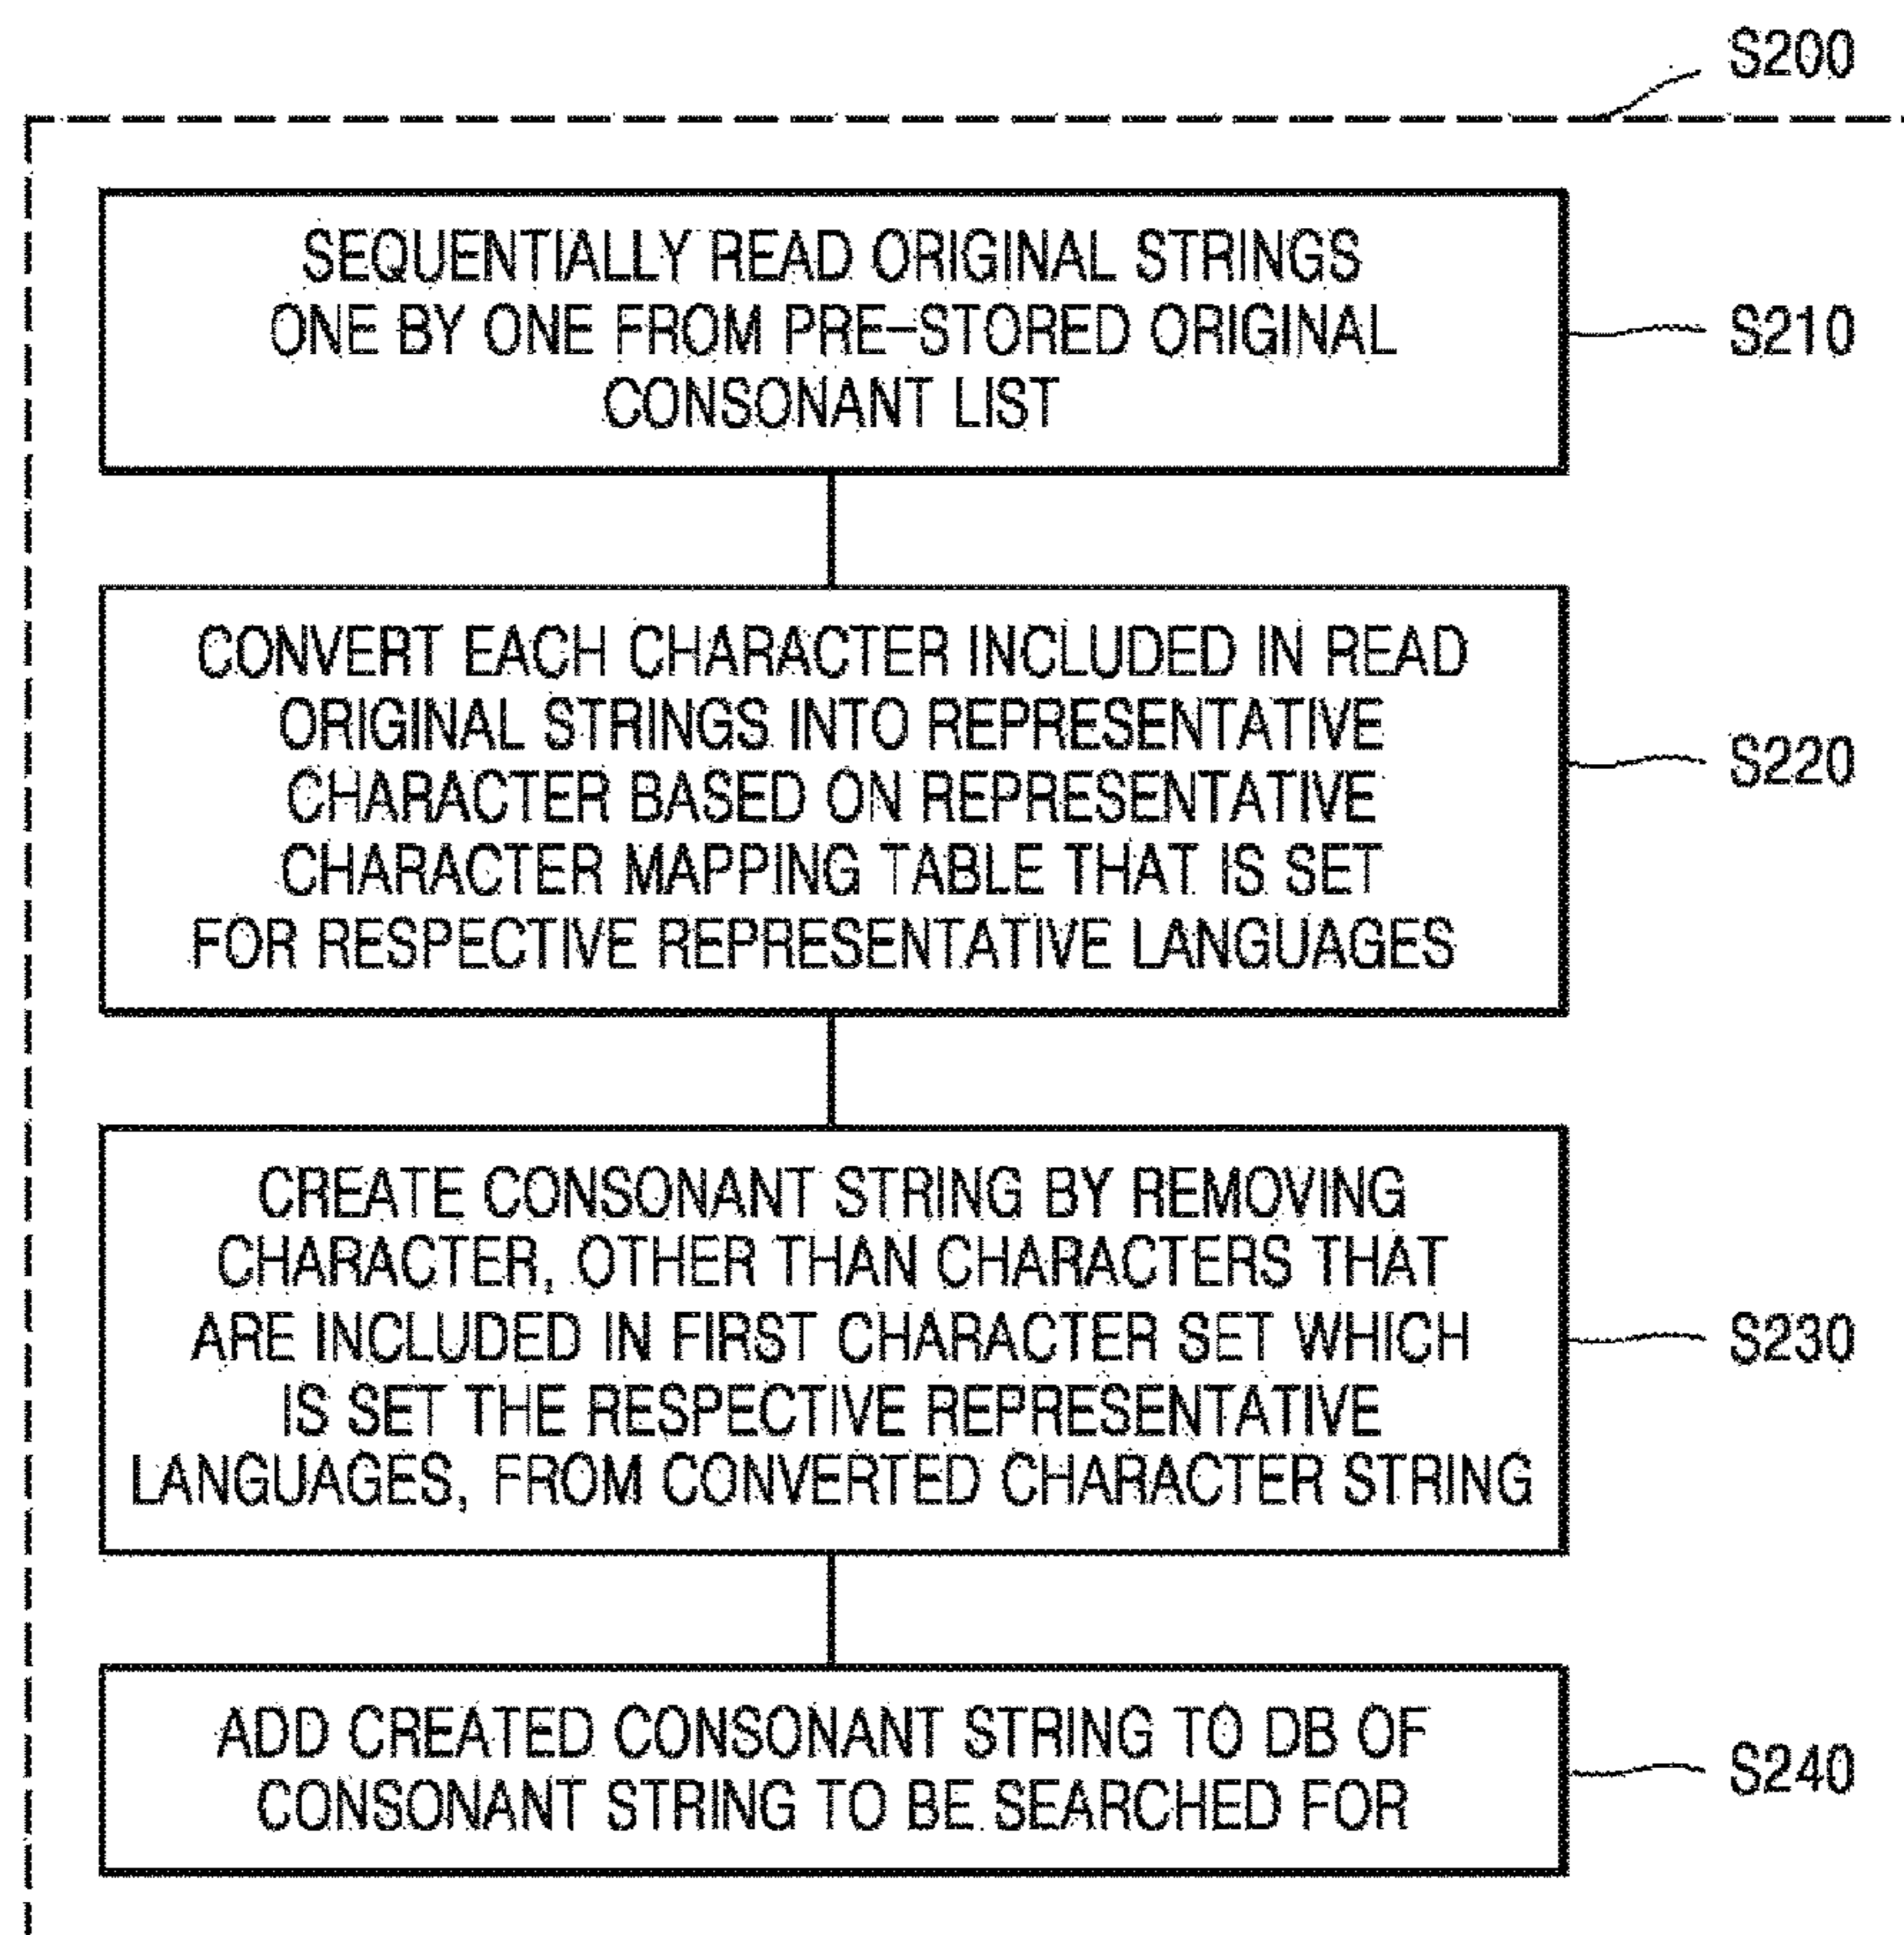 S200
SEQUENTIALLY READ ORIGINAL STRINGS
ONE BY ONE FROM PRE-STORED ORIGINAL
CONSONANT LIST
S210
CONVERT EACH CHARACTER INCLUDED IN READ
ORIGINAL STRINGS INTO REPRESENTATIVE
CHARACTER BASED ON REPRESENTATIVE
CHARACTER MAPPING TABLE THAT IS SET
FOR RESPECTIVE REPRESENTATIVE LANGUAGES
S220
CREATE CONSONANT STRING BY REMOVING
CHARACTER, OTHER THAN CHARACTERS THAT
ARE INCLUDED IN FIRST CHARACTER SET WHICH
IS SET THE RESPECTIVE REPRESENTATIVE
LANGUAGES, FROM CONVERTED CHARACTER STRING
S230
ADD CREATED CONSONANT STRING TO DB OF
CONSONANT STRING TO BE SEARCHED FOR
S240